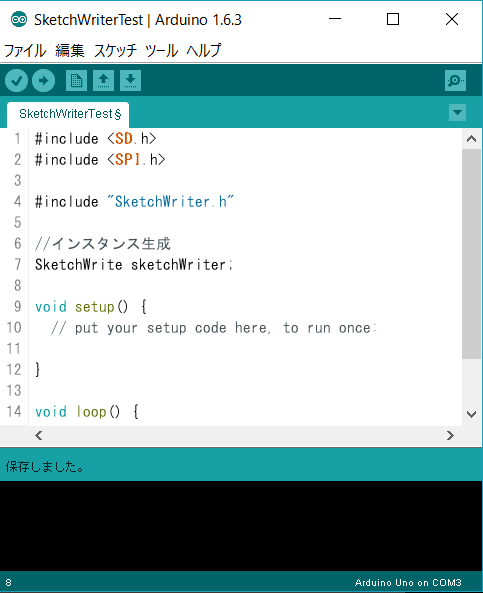 SketchWriterTest | Arduino 1.6.3
ファイル 編集 スケッチ ツール ヘルプ
SketchWriterTest §
1 #include <SD.h>
2 #include <SPI.h>
3
4 #include "SketchWriter.h"
5
6 //インスタンス生成
7 SketchWrite sketchWriter;
8
9 void setup() {
10 // put your setup code here, to run once:
11
12 }
13
14 void loop() {
保存しました。
8 Arduino Uno on COM3